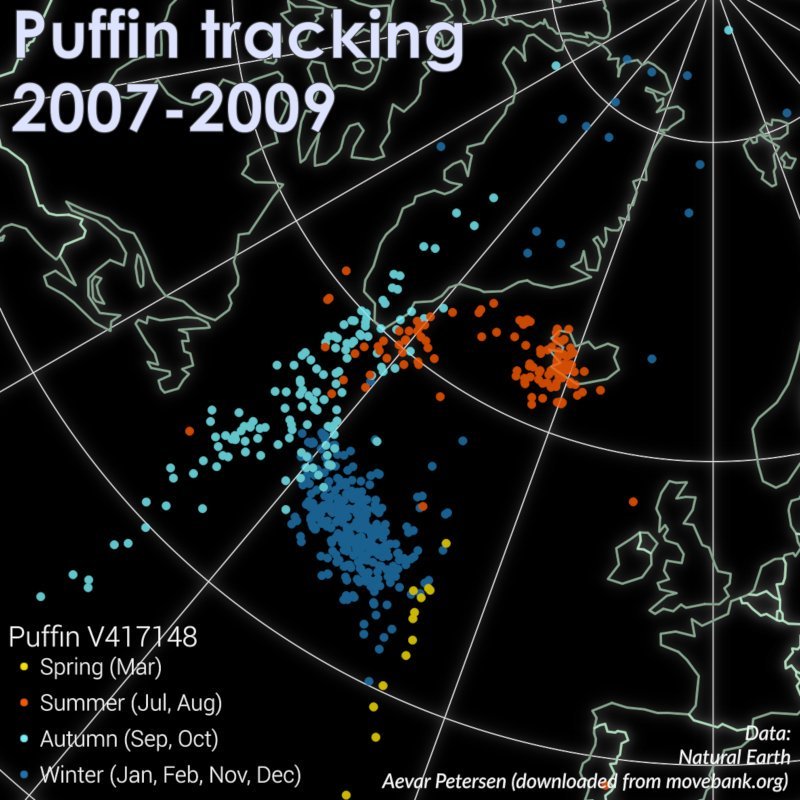 Puffin tracking
2007-2009
Puffin V417148
Spring (Mar)
Summer (Jul, Aug)
Autumn (Sep, Oct)
Winter (Jan, Feb, Nov, Dec)
Data:
Natural Earth
Aevar Petersen (downloaded from movebank.org)